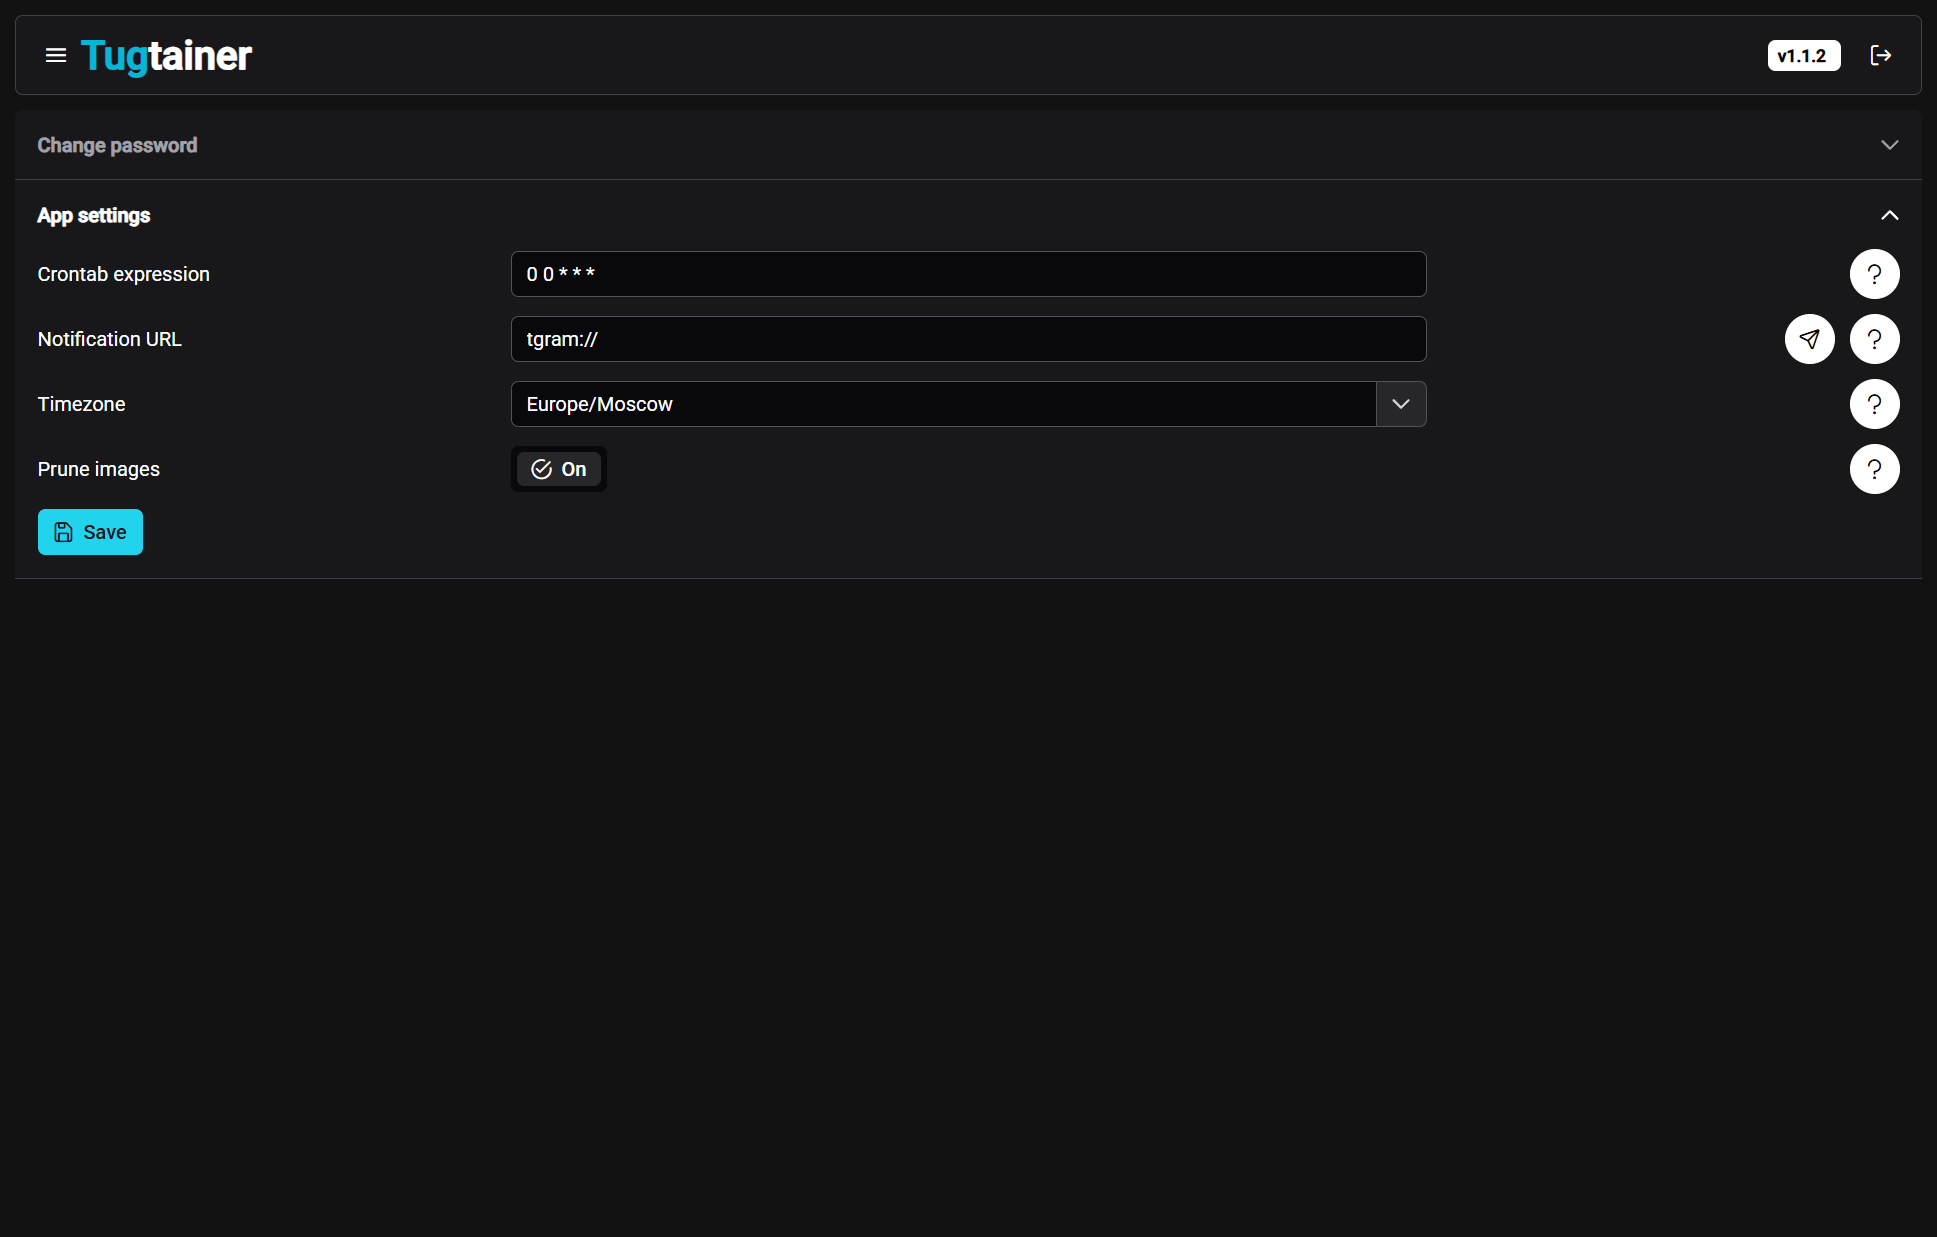 Tugtainer
v1.1.2
Change password
App settings
Crontab expression
0 0 * * *
?
Notification URL
tgram://
?
Timezone
Europe/Moscow
?
Prune images
On
?
Save